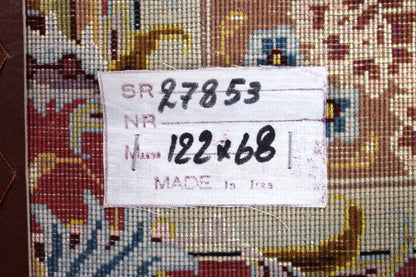 SR 27853
NR
Masse 122x68
MADE In Iran